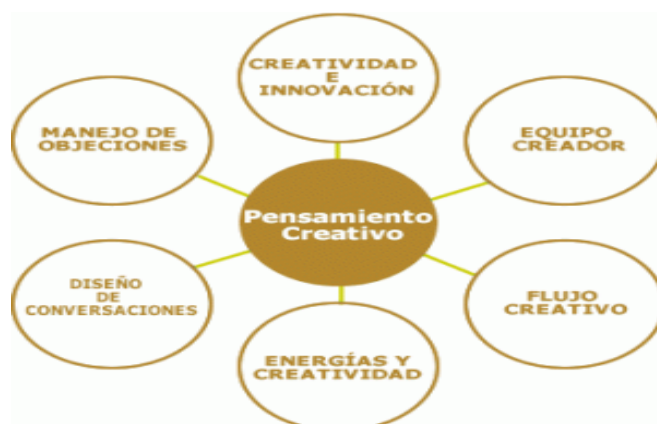 CREATIVIDAD
E
INNOVACIÓN
MANEJO DE
OBJECIONES
EQUIPO
CREADOR
Pensamiento
Creativo
DISEÑO
DE
CONVERSACIONES
FLUJO
CREATIVO
ENERGÍAS Y
CREATIVIDAD